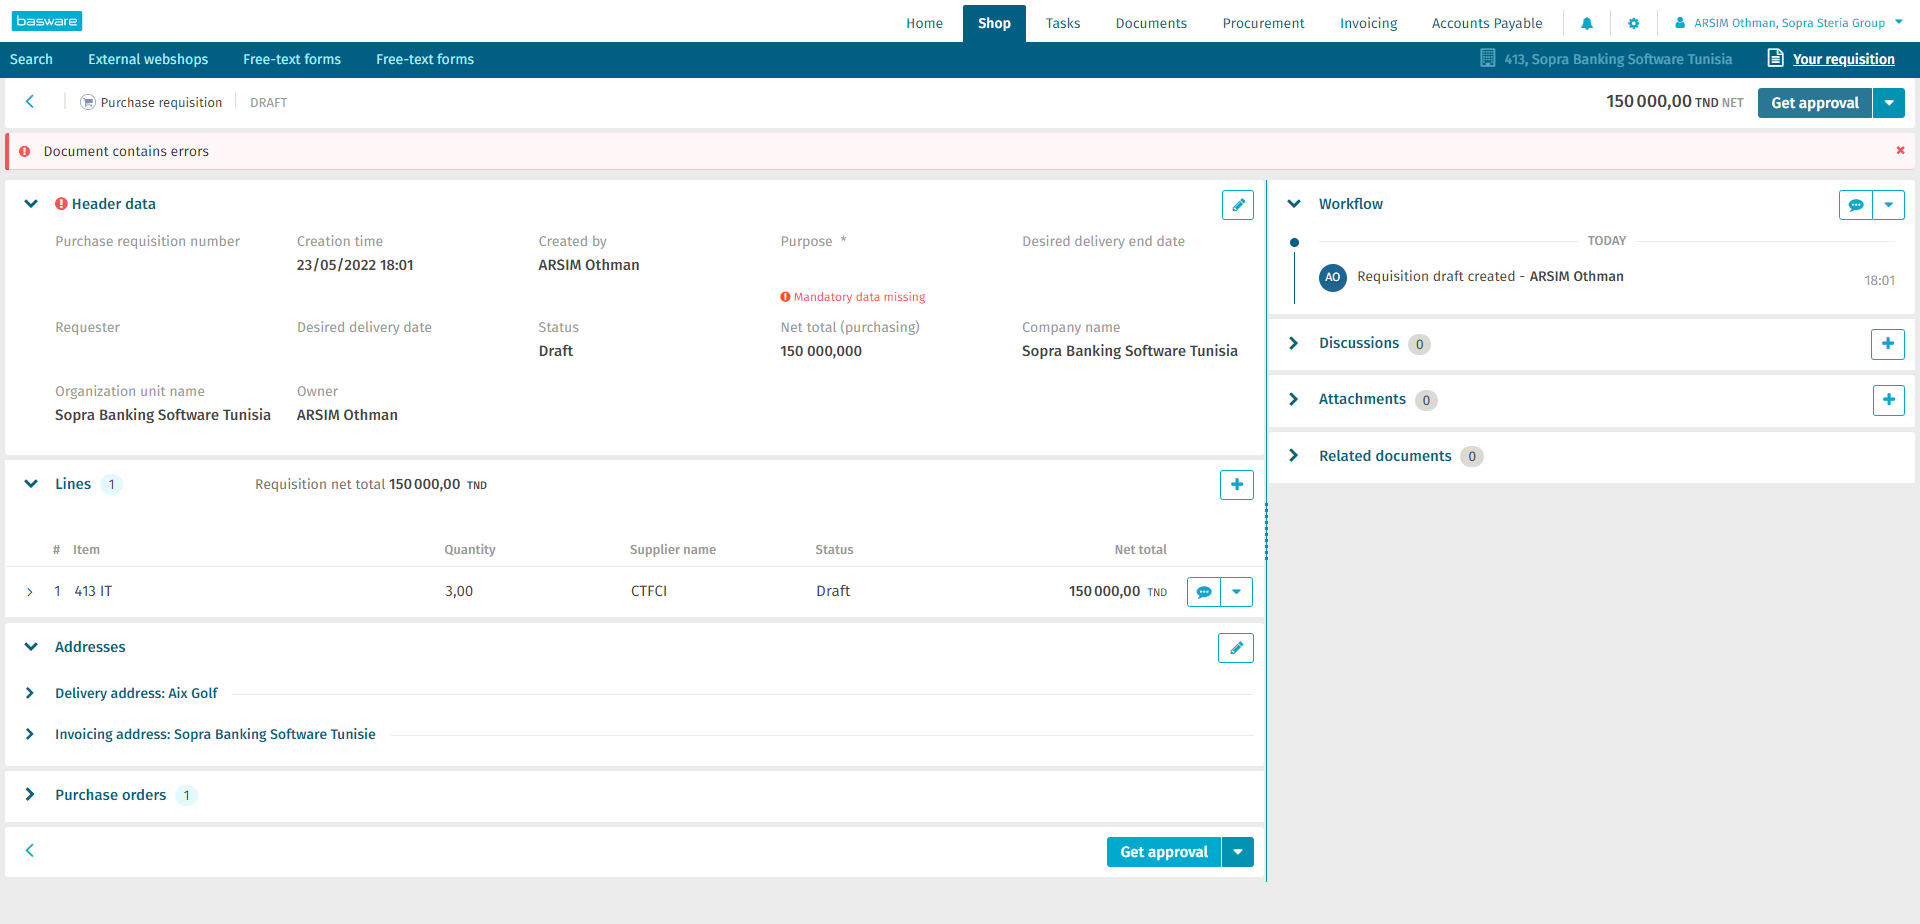 basware
Home Shop Tasks Documents Procurement Invoicing Accounts Payable ARSIM Othman, Sopra Steria Group
Search External webshops Free-text forms Free-text forms 413, Sopra Banking Software Tunisia Your requisition
Purchase requisition DRAFT 150 000,00 TND NET Get approval
Document contains errors
Header data
Purchase requisition number Creation time Created by Purpose * Desired delivery end date
23/05/2022 18:01 ARSIM Othman
Mandatory data missing
Requester Desired delivery date Status Net total (purchasing) Company name
Draft 150 000,000 Sopra Banking Software Tunisia
Organization unit name Owner
Sopra Banking Software Tunisia ARSIM Othman
Workflow
TODAY
AO Requisition draft created - ARSIM Othman 18:01
Discussions 0
Attachments 0
Related documents 0
Lines 1 Requisition net total 150 000,00 TND
# Item Quantity Supplier name Status Net total
1 413 IT 3,00 CTFCI Draft 150 000,00 TND
Addresses
Delivery address: Aix Golf
Invoicing address: Sopra Banking Software Tunisie
Purchase orders 1
Get approval